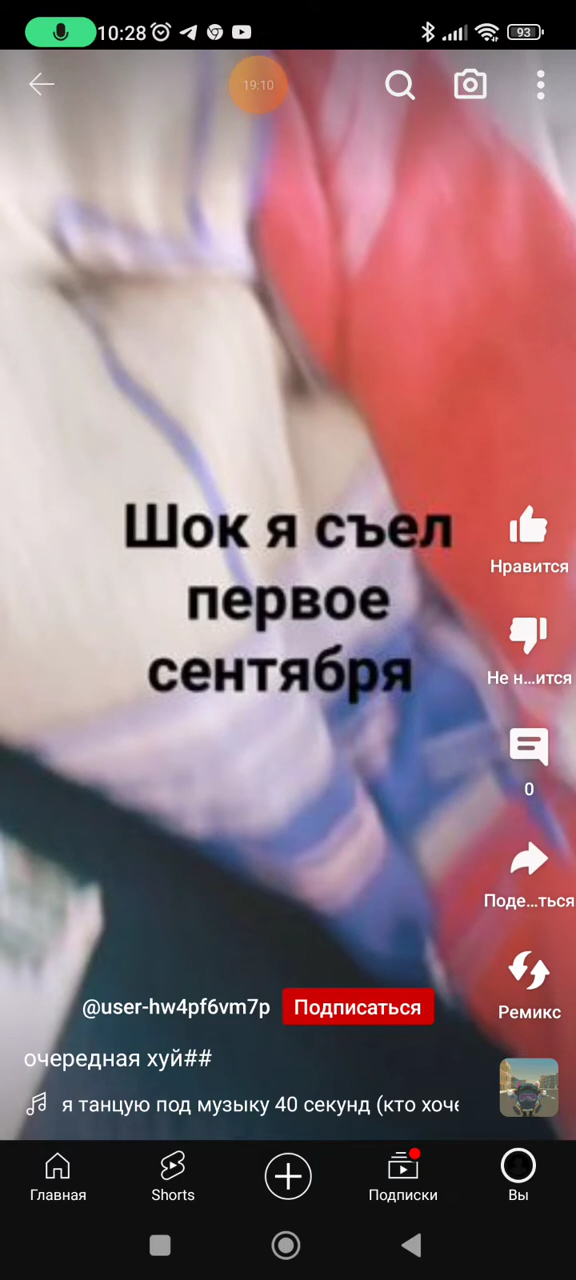 10:28
93
19:10
Шок я съел
первое
сентября
Нравится
Не н...ится
0
Поде...ться
Ремикс
@user-hw4pf6vm7p Подписаться
очередная хуй##
я танцую под музыку 40 секунд (кто хоче
Главная Shorts Подписки Вы